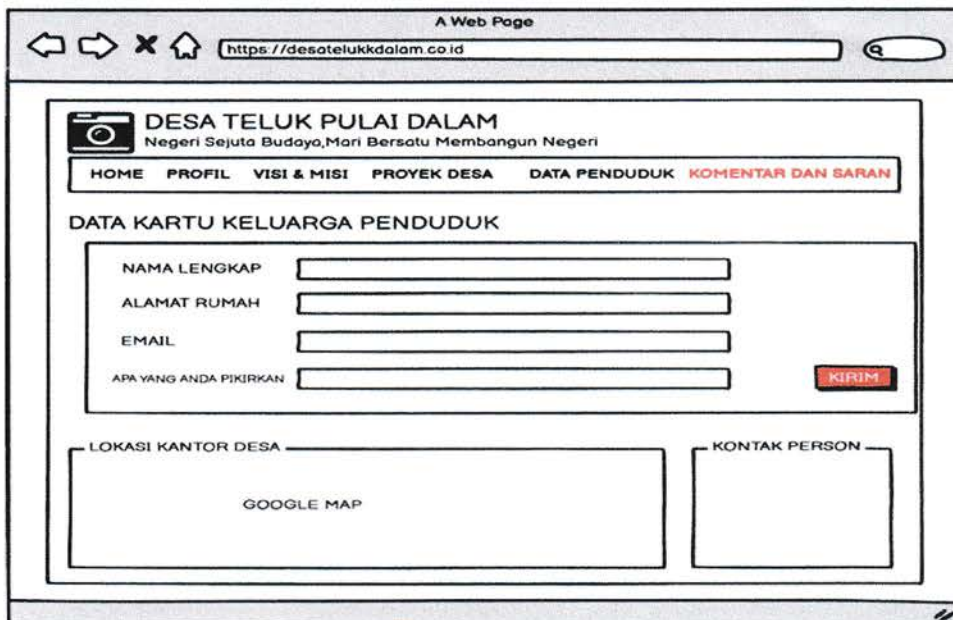 A Web Page
https://desatelukkdalam.co.id
DESA TELUK PULAI DALAM
Negeri Sejuta Budaya,Mari Bersatu Membangun Negeri
HOME PROFIL VISI & MISI PROYEK DESA DATA PENDUDUK KOMENTAR DAN SARAN
DATA KARTU KELUARGA PENDUDUK
NAMA LENGKAP
ALAMAT RUMAH
EMAIL
APA YANG ANDA PIKIRKAN
KIRIM
LOKASI KANTOR DESA
GOOGLE MAP
KONTAK PERSON